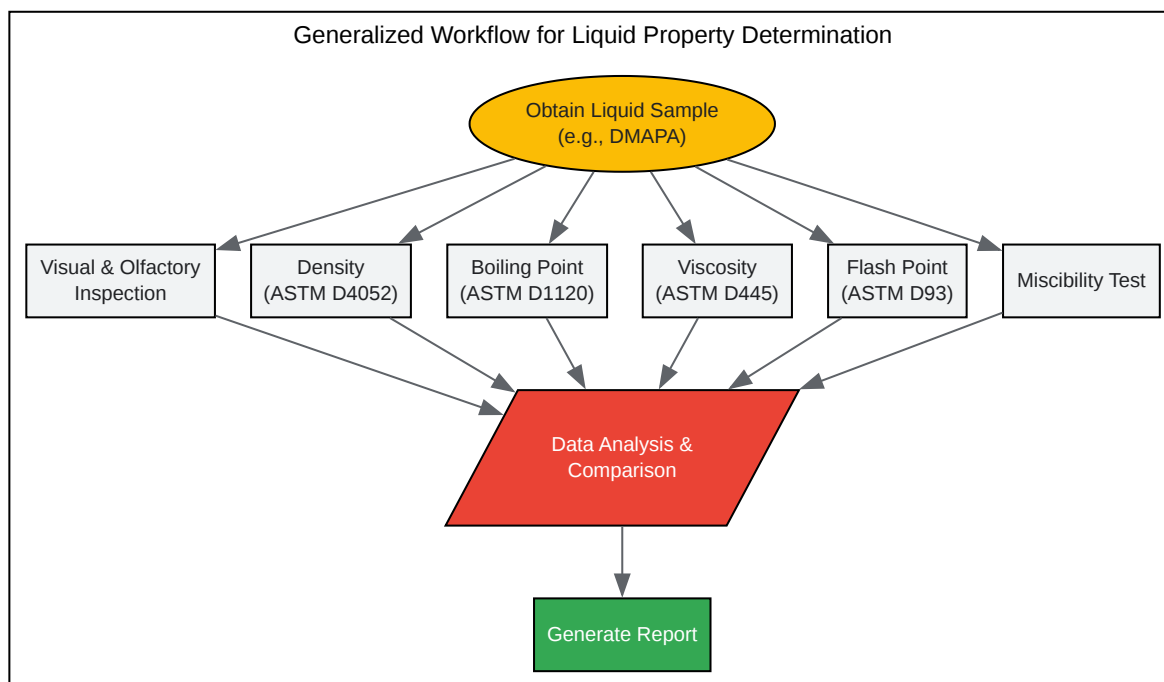 Generalized Workflow for Liquid Property Determination
Obtain Liquid Sample
(e.g., DMAPA)
Visual & Olfactory
Inspection
Density
(ASTM D4052)
Boiling Point
(ASTM D1120)
Viscosity
(ASTM D445)
Flash Point
(ASTM D93)
Miscibility Test
Data Analysis &
Comparison
Generate Report